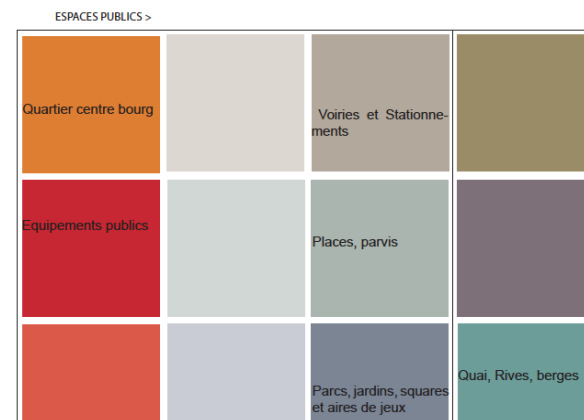 ESPACES PUBLICS >
Quartier centre bourg
Voiries et Stationne-
ments
Equipements publics
Places, parvis
Parcs, jardins, squares
et aires de jeux
Quai, Rives, berges